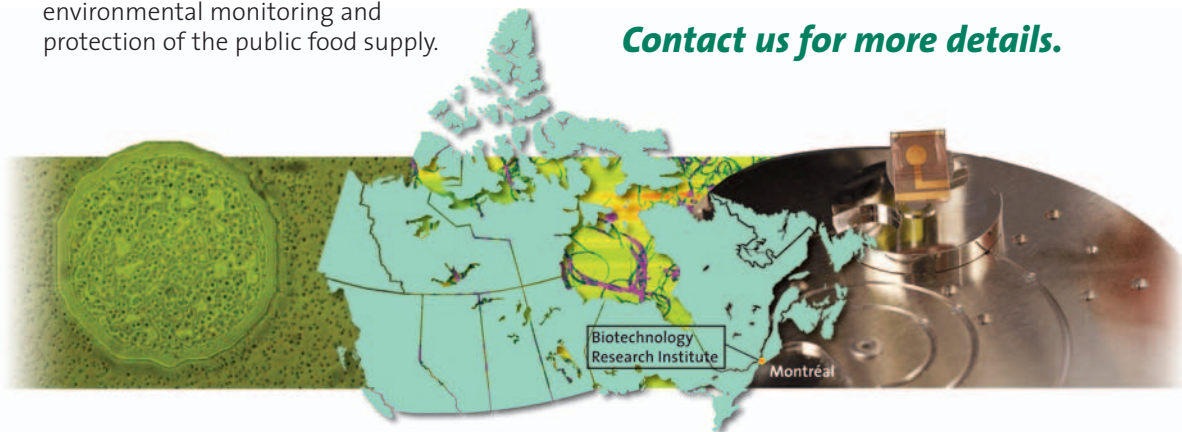 environmental monitoring and
protection of the public food supply.
Contact us for more details.
Biotechnology
Research Institute
Montréal